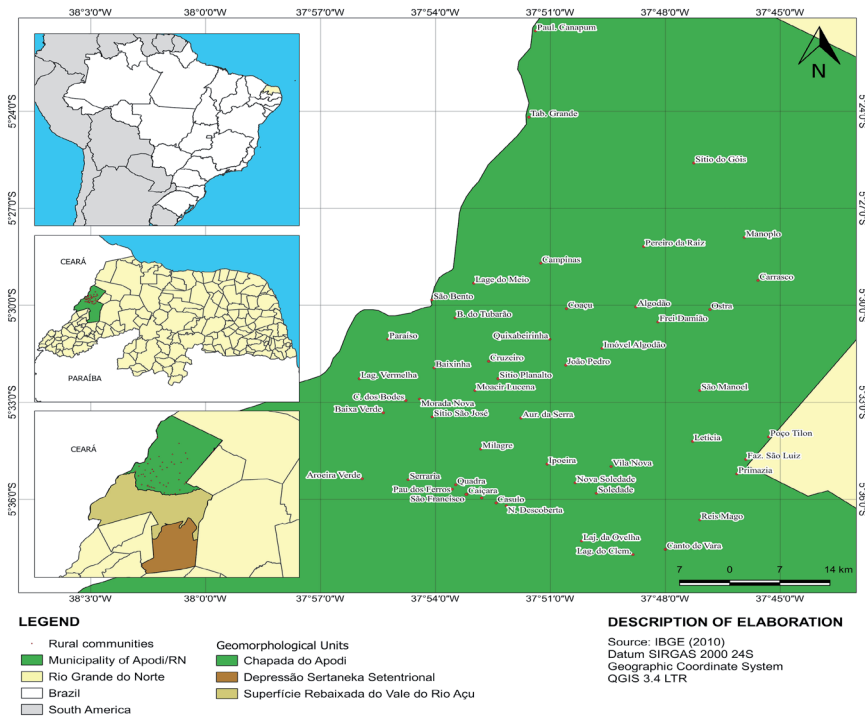 37°57'0"W 37°54'0"W 37°51'0"W 37°48'0"W 37°45'0"W
N
5°24'0"S
5°24'0"S
5°27'0"S
5°30'0"S
5°33'0"S
5°36'0"S
5°27'0"S
5°30'0"S
5°33'0"S
5°36'0"S
CEARÁ
PARAÍBA
CEARÁ
Paul. Canapum
Tab. Grande
Sítio do Góis
Manoplo
Pereiro da Raiz
Campinas
Carrasco
Lage do Meio
São Bento
Coaçu
Algodão
Ostra
B. do Tubarão
Frei Damião
Paraíso
Quixabeirinha
Imóvel Algodão
Cruzeiro
João Pedro
Baixinha
Lag. Vermelha
Sítio Planalto
Moacir Lucena
São Manoel
C. dos Bodes
Morada Nova
Baixa Verde
Sítio São José
Aur. da Serra
Poço Tilon
Letícia
Milagre
Faz. São Luiz
Ipoeira
Vila Nova
Primazia
Aroeira Verde
Serraria
Quadra
Nova Soledade
Pau dos Ferros
Caiçara
Soledade
São Francisco
Casulo
N. Descoberta
Reis Mago
Laj. da Ovelha
Lag. do Clem.
Canto de Vara
7 0 7 14 km
38°3'0"W 38°0'0"W 37°57'0"W 37°54'0"W 37°51'0"W 37°48'0"W 37°45'0"W
LEGEND
Rural communities
Municipality of Apodi/RN
Rio Grande do Norte
Brazil
South America
Geomorphological Units
Chapada do Apodi
Depressão Sertaneka Setentrional
Superfície Rebaixada do Vale do Rio Açu
DESCRIPTION OF ELABORATION
Source: IBGE (2010)
Datum SIRGAS 2000 24S
Geographic Coordinate System
QGIS 3.4 LTR